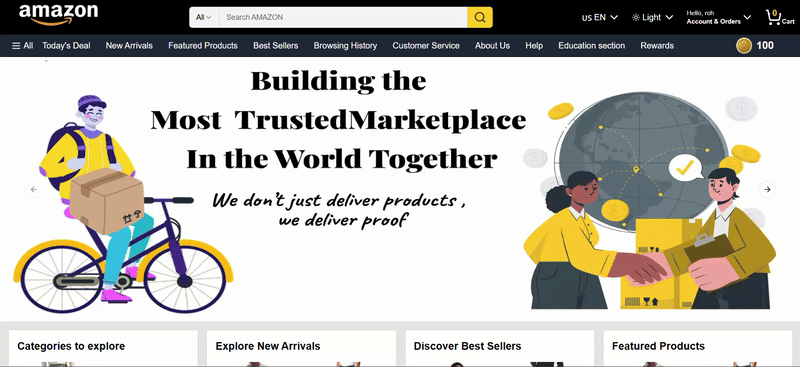 amazon
All
Search AMAZON
US EN
Light
Hello, roh
Account & Orders
0
Cart
All
Today's Deal
New Arrivals
Featured Products
Best Sellers
Browsing History
Customer Service
About Us
Help
Education section
Rewards
100
Building the
Most TrustedMarketplace
In the World Together
We don't just deliver products ,
we deliver proof
Categories to explore
Explore New Arrivals
Discover Best Sellers
Featured Products